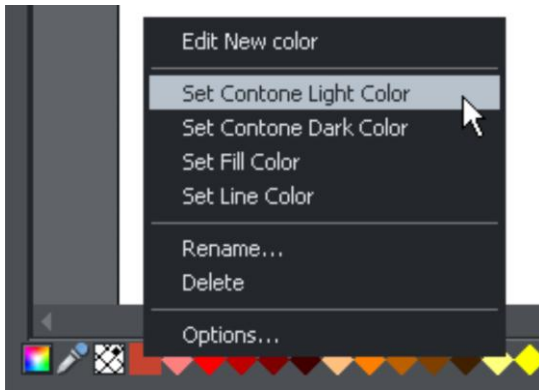 Edit New color
Set Contone Light Color
Set Contone Dark Color
Set Fill Color
Set Line Color
Rename...
Delete
Options...